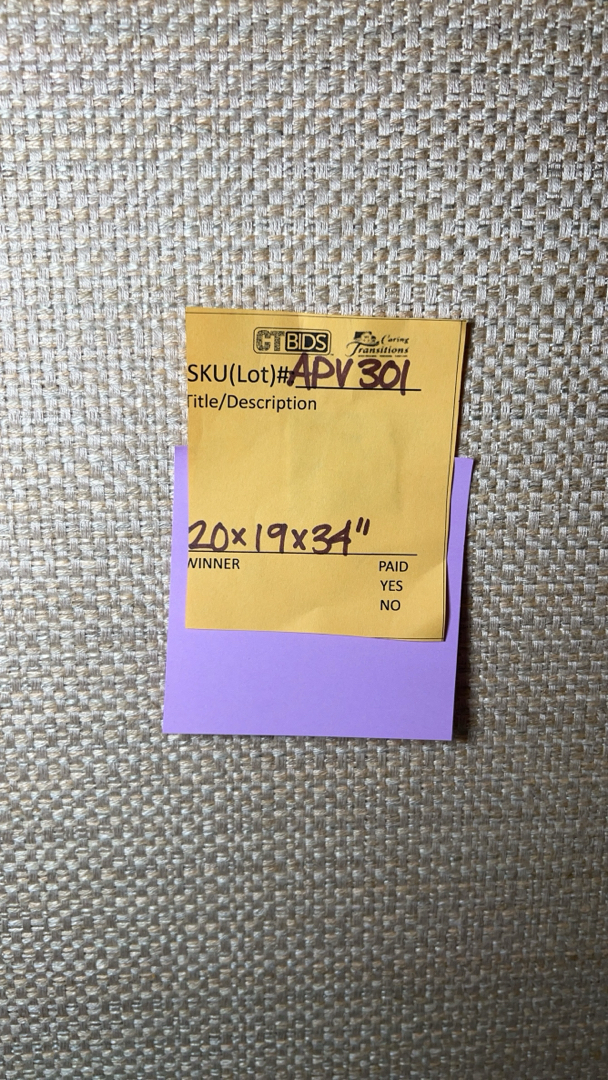 CTBIDS Caring
Transitions
SKU(Lot)#APV301
Title/Description
20x19x34"
WINNER PAID
YES
NO